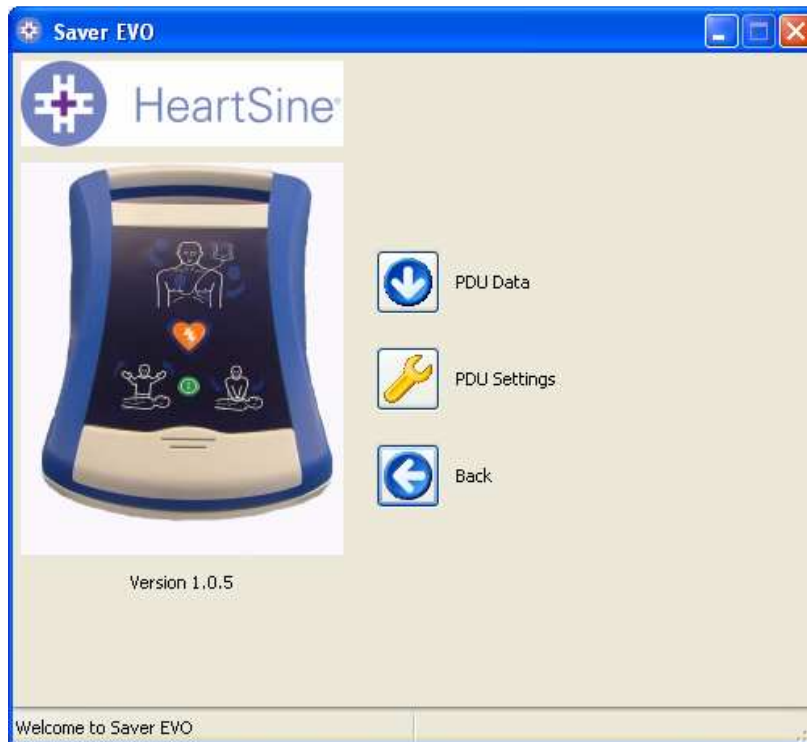 Saver EVO
HeartSine®
PDU Data
PDU Settings
Back
Version 1.0.5
Welcome to Saver EVO